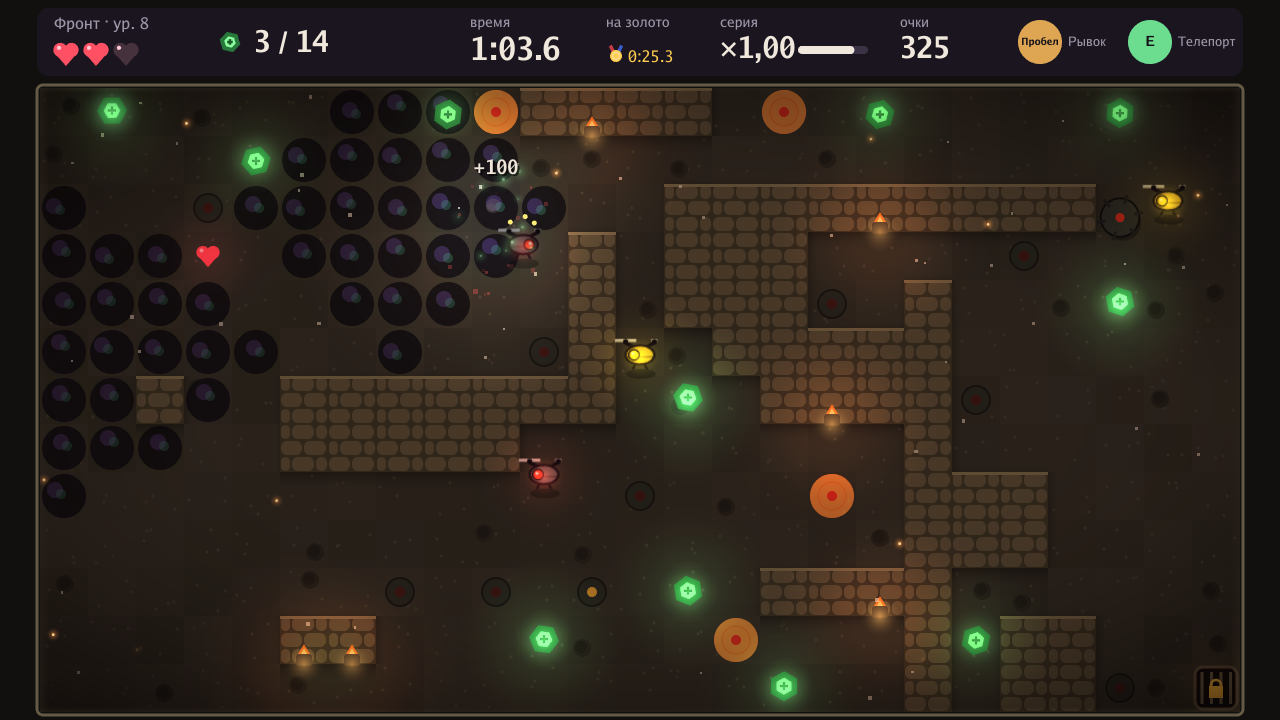 Фронт · ур. 8
3 / 14
время
1:03.6
на золото
0:25.3
серия
×1,00
очки
325
Пробел
Рывок
E
Телепорт
+100